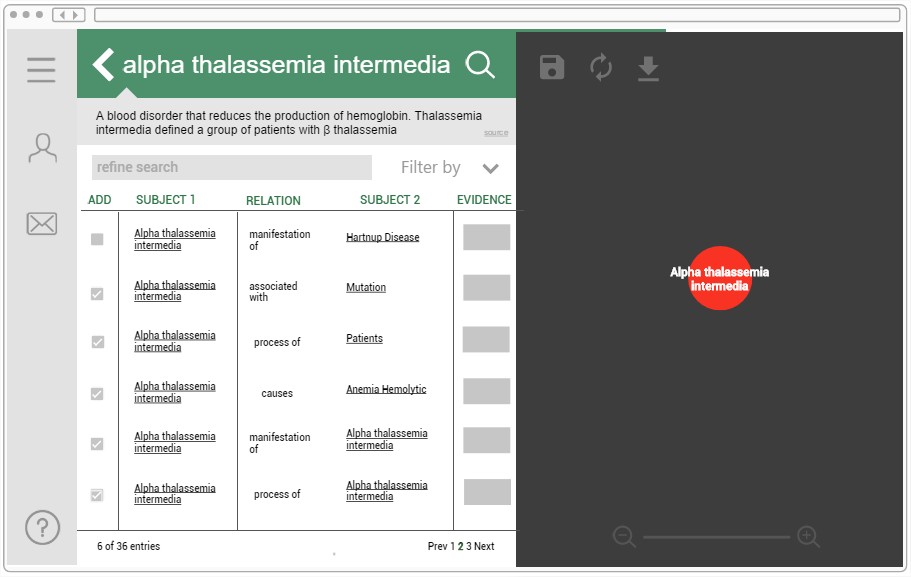 alpha thalassemia intermedia
A blood disorder that reduces the production of hemoglobin. Thalassemia
intermedia defined a group of patients with β thalassemia
source
refine search
Filter by
ADD SUBJECT 1 RELATION SUBJECT 2 EVIDENCE
Alpha thalassemia
intermedia
manifestation
of
Hartnup Disease
Alpha thalassemia
intermedia
associated
with
Mutation
Alpha thalassemia
intermedia
process of
Patients
Alpha thalassemia
intermedia
causes
Anemia Hemolytic
Alpha thalassemia
intermedia
manifestation
of
Alpha thalassemia
intermedia
Alpha thalassemia
intermedia
process of
Alpha thalassemia
intermedia
6 of 36 entries
Prev 1 2 3 Next
Alpha thalassemia
intermedia